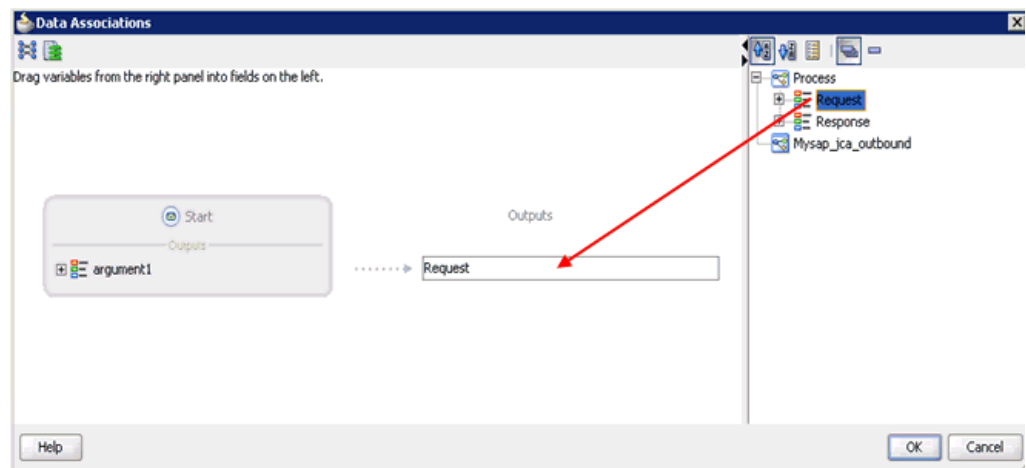 Data Associations
Drag variables from the right panel into fields on the left.
Process
Request
Response
Mysap_jca_outbound
Start
Outputs
Outputs
argument1
Request
Help
OK
Cancel